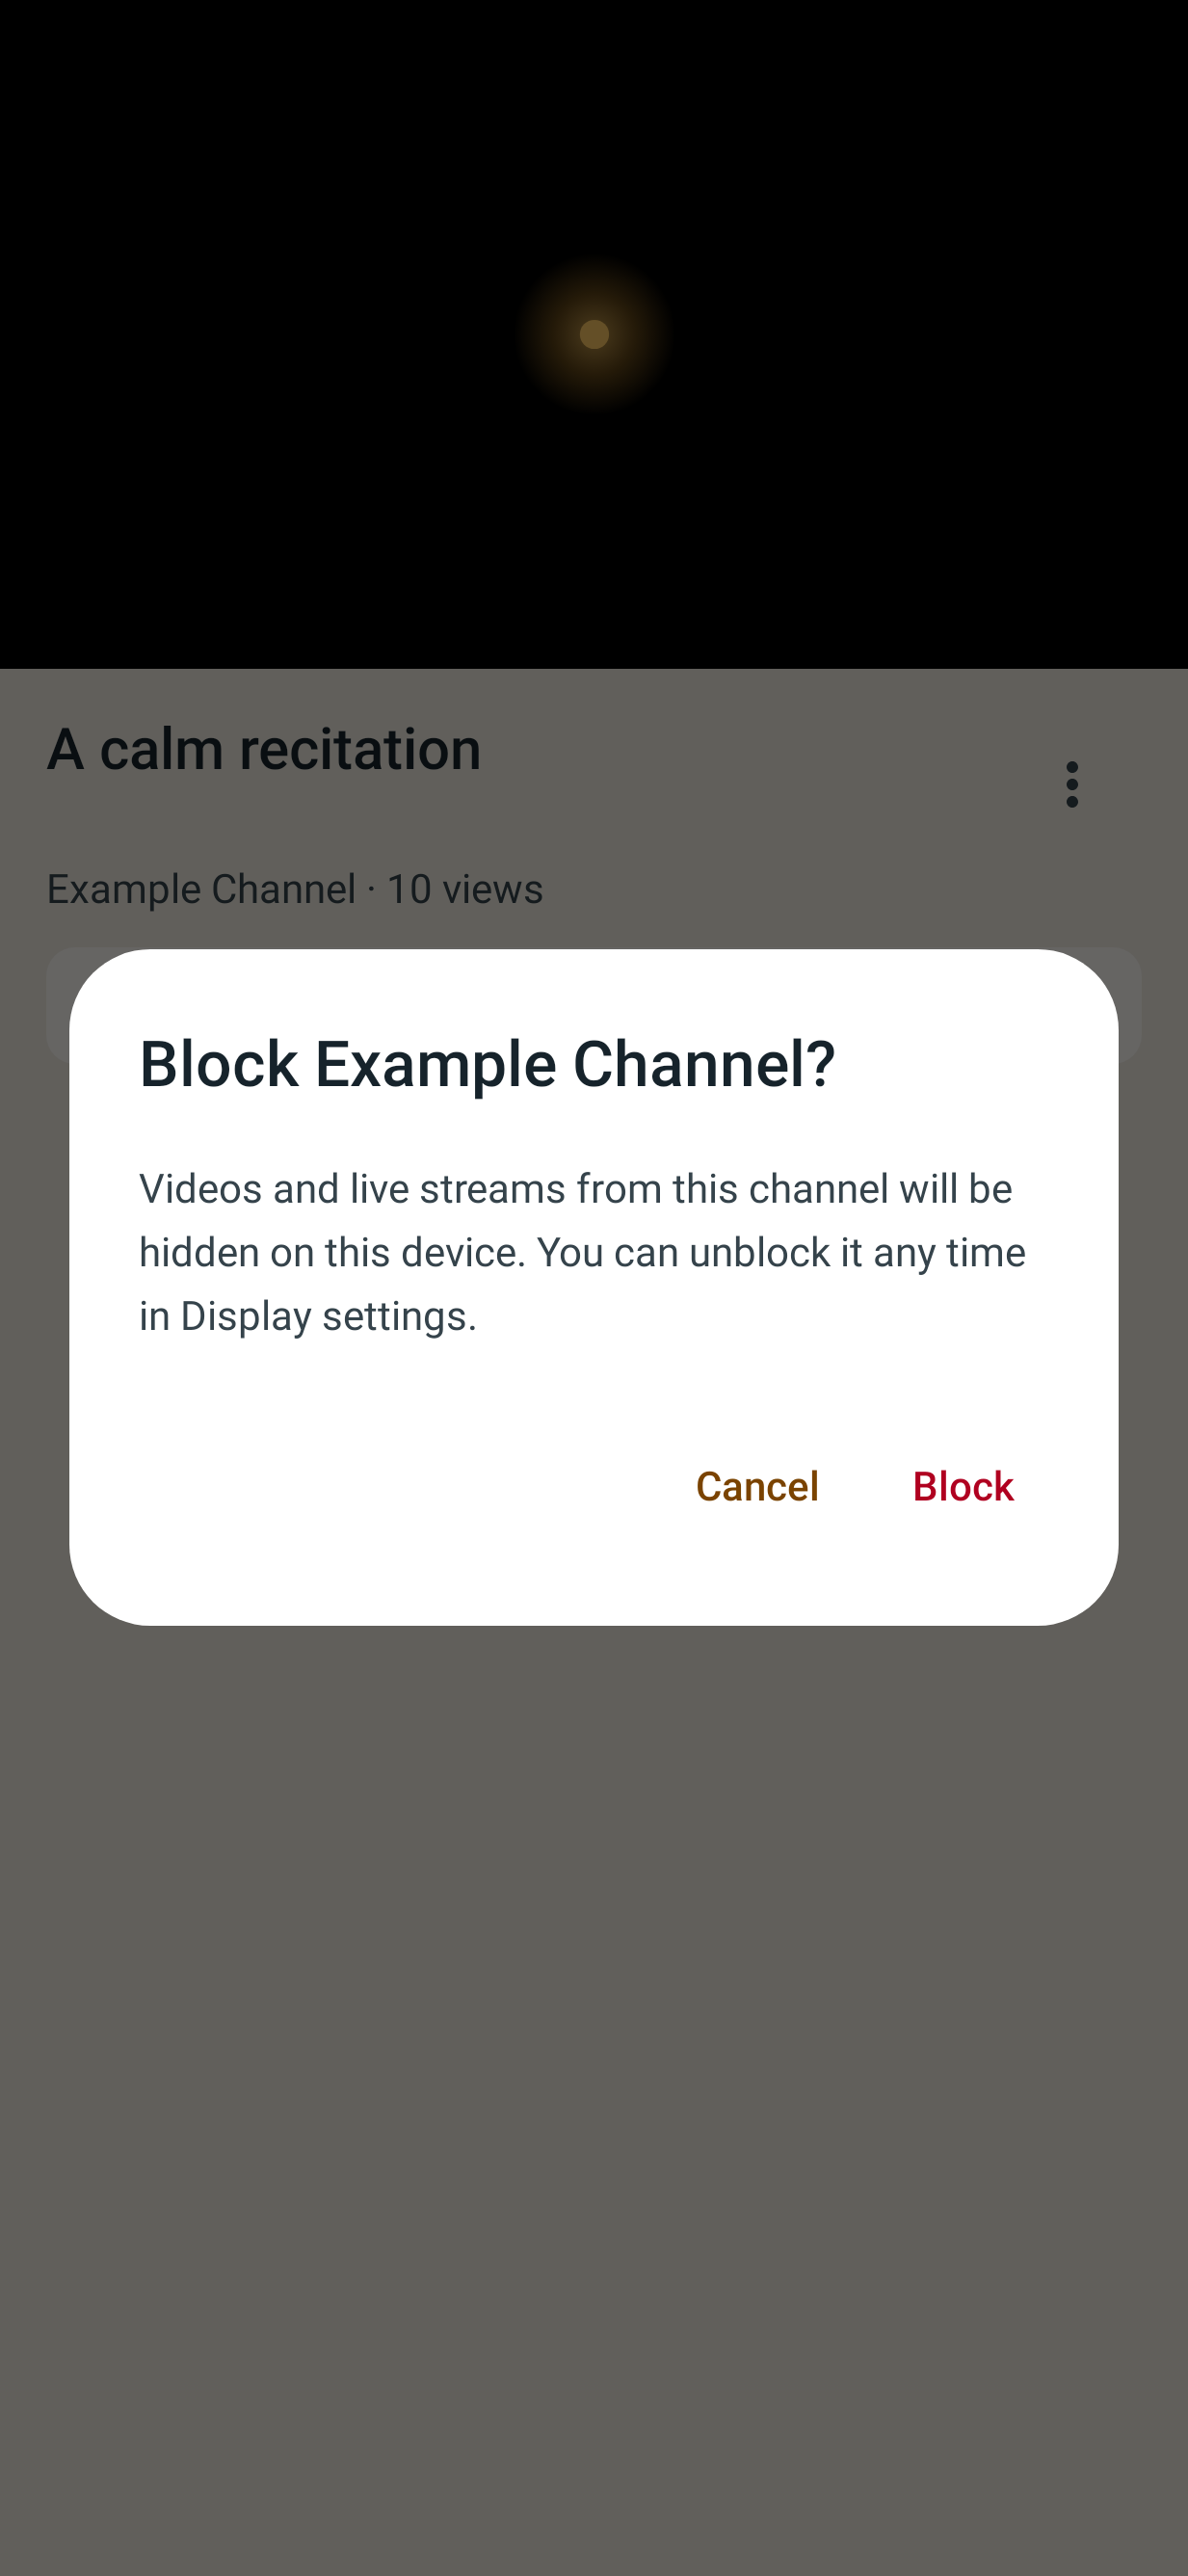 A calm recitation
Example Channel · 10 views
Block Example Channel?
Videos and live streams from this channel will be
hidden on this device. You can unblock it any time
in Display settings.
Cancel
Block